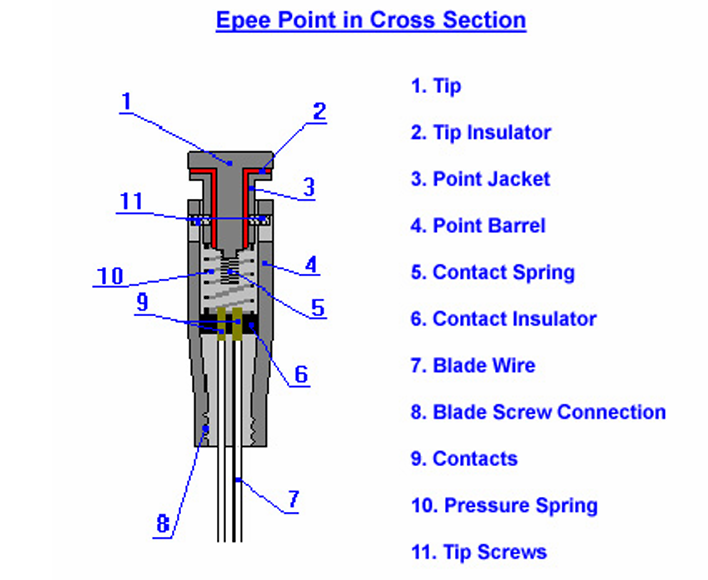 Epee Point in Cross Section
1
2
3
11
4
10
9
5
6
7
8
1. Tip
2. Tip Insulator
3. Point Jacket
4. Point Barrel
5. Contact Spring
6. Contact Insulator
7. Blade Wire
8. Blade Screw Connection
9. Contacts
10. Pressure Spring
11. Tip Screws